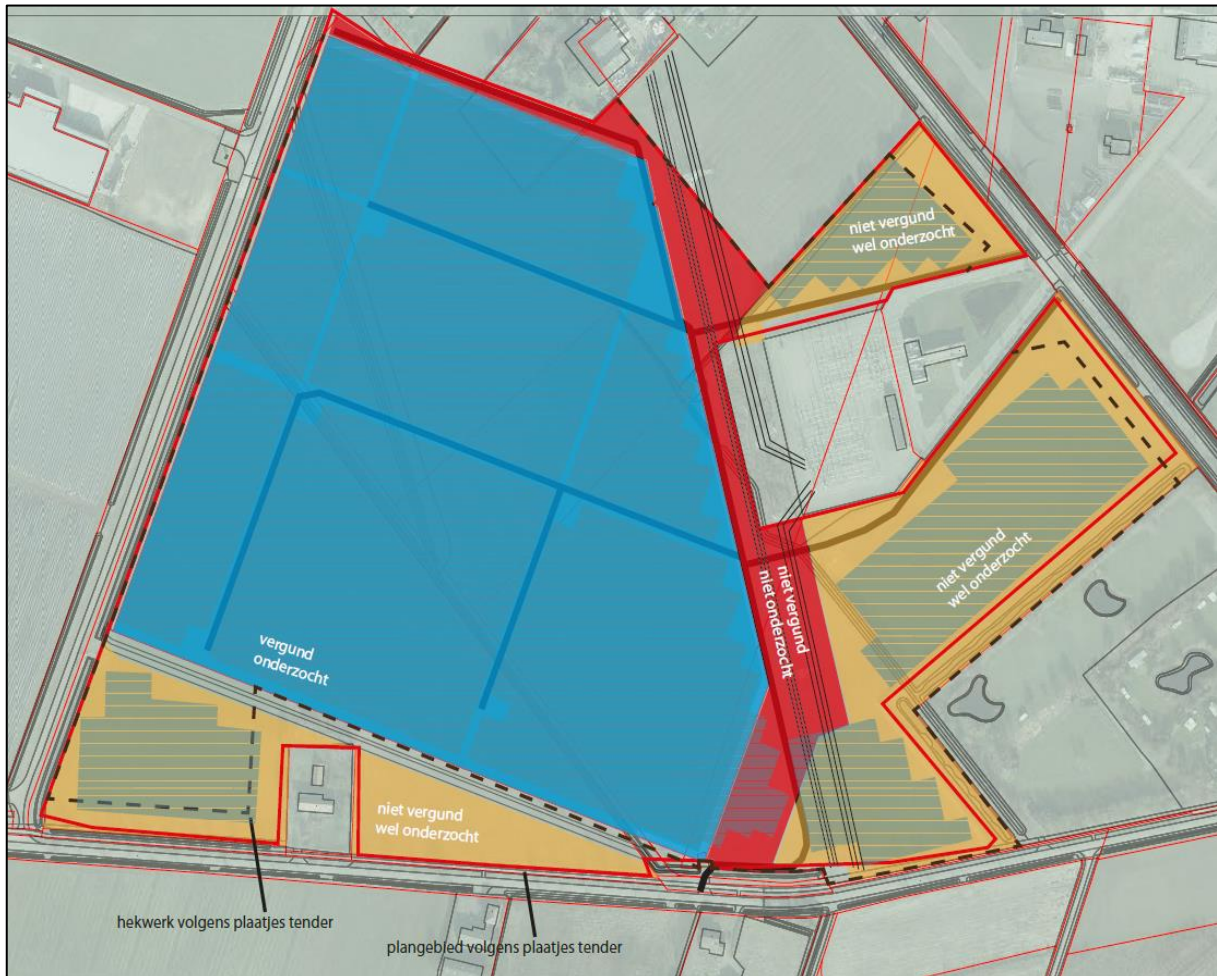 niet vergund
wel onderzocht
niet vergund
wel onderzocht
niet vergund
niet onderzocht
vergund
onderzocht
niet vergund
wel onderzocht
hekwerk volgens plaatjes tender
plangebied volgens plaatjes tender